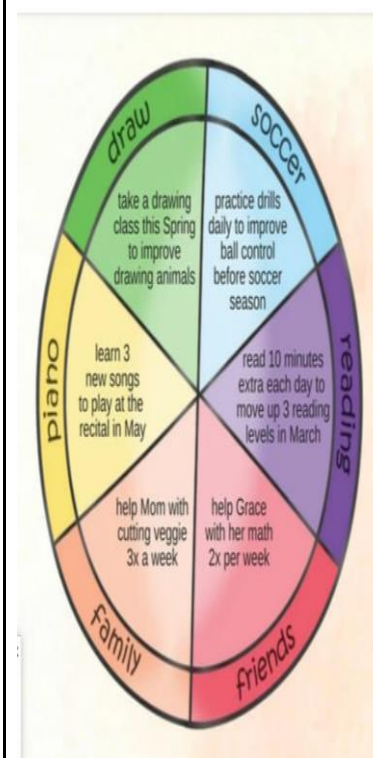 draw
take a drawing
class this Spring
to improve
drawing animals
soccer
practice drills
daily to improve
ball control
before soccer
season
reading
read 10 minutes
extra each day to
move up 3 reading
levels in March
friends
help Grace
with her math
2x per week
family
help Mom with
cutting veggie
3x a week
piano
learn 3
new songs
to play at the
recital in May